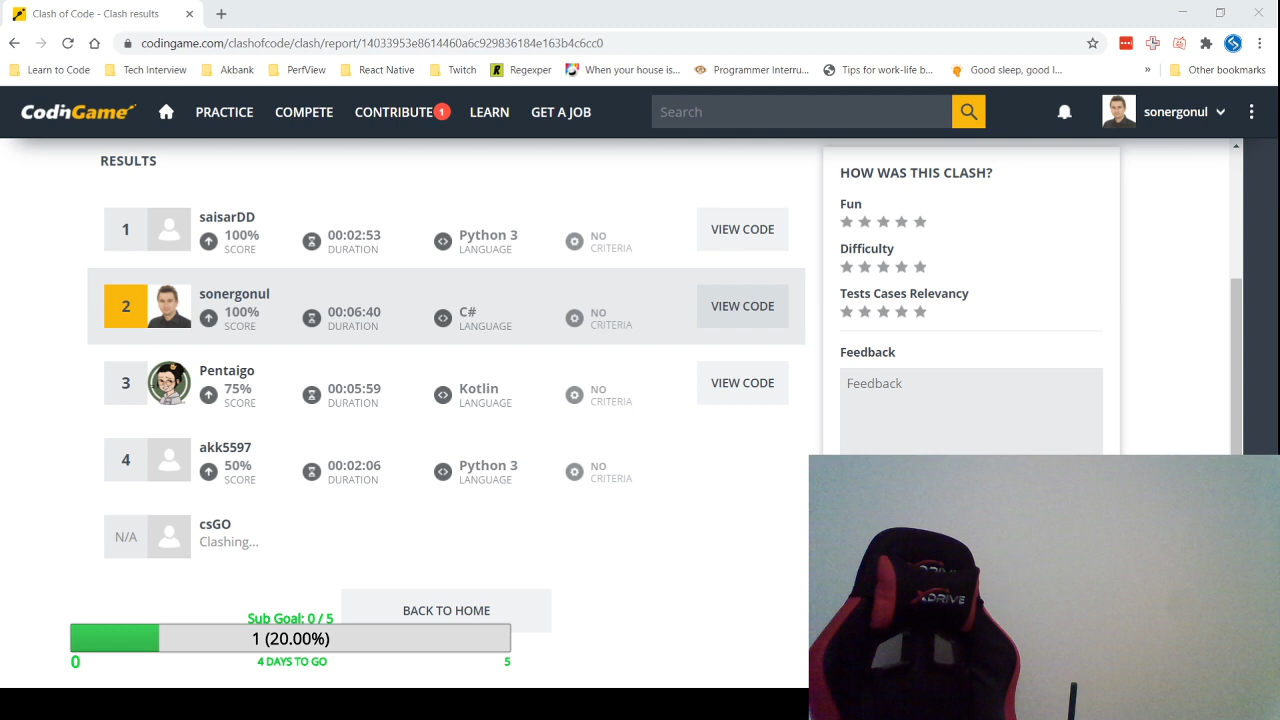 Clash of Code - Clash results
codingame.com/clashofcode/clash/report/14033953e8f14460a6c929836184e163b4c6cc0
Learn to Code Tech Interview Akbank PerfView React Native Twitch Regexper When your house is... Programmer Interru... Tips for work-life b... Good sleep, good l... » Other bookmarks
CodinGame PRACTICE COMPETE CONTRIBUTE 1 LEARN GET A JOB Search sonergonul
RESULTS
1 saisarDD
100% 00:02:53 Python 3 NO
SCORE DURATION LANGUAGE CRITERIA
VIEW CODE
2 sonergonul
100% 00:06:40 C# NO
SCORE DURATION LANGUAGE CRITERIA
VIEW CODE
3 Pentaigo
75% 00:05:59 Kotlin NO
SCORE DURATION LANGUAGE CRITERIA
VIEW CODE
4 akk5597
50% 00:02:06 Python 3 NO
SCORE DURATION LANGUAGE CRITERIA
N/A csGO
Clashing...
BACK TO HOME
Sub Goal: 0 / 5
1 (20.00%)
0 4 DAYS TO GO 5
HOW WAS THIS CLASH?
Fun
Difficulty
Tests Cases Relevancy
Feedback
Feedback
XDRIVE